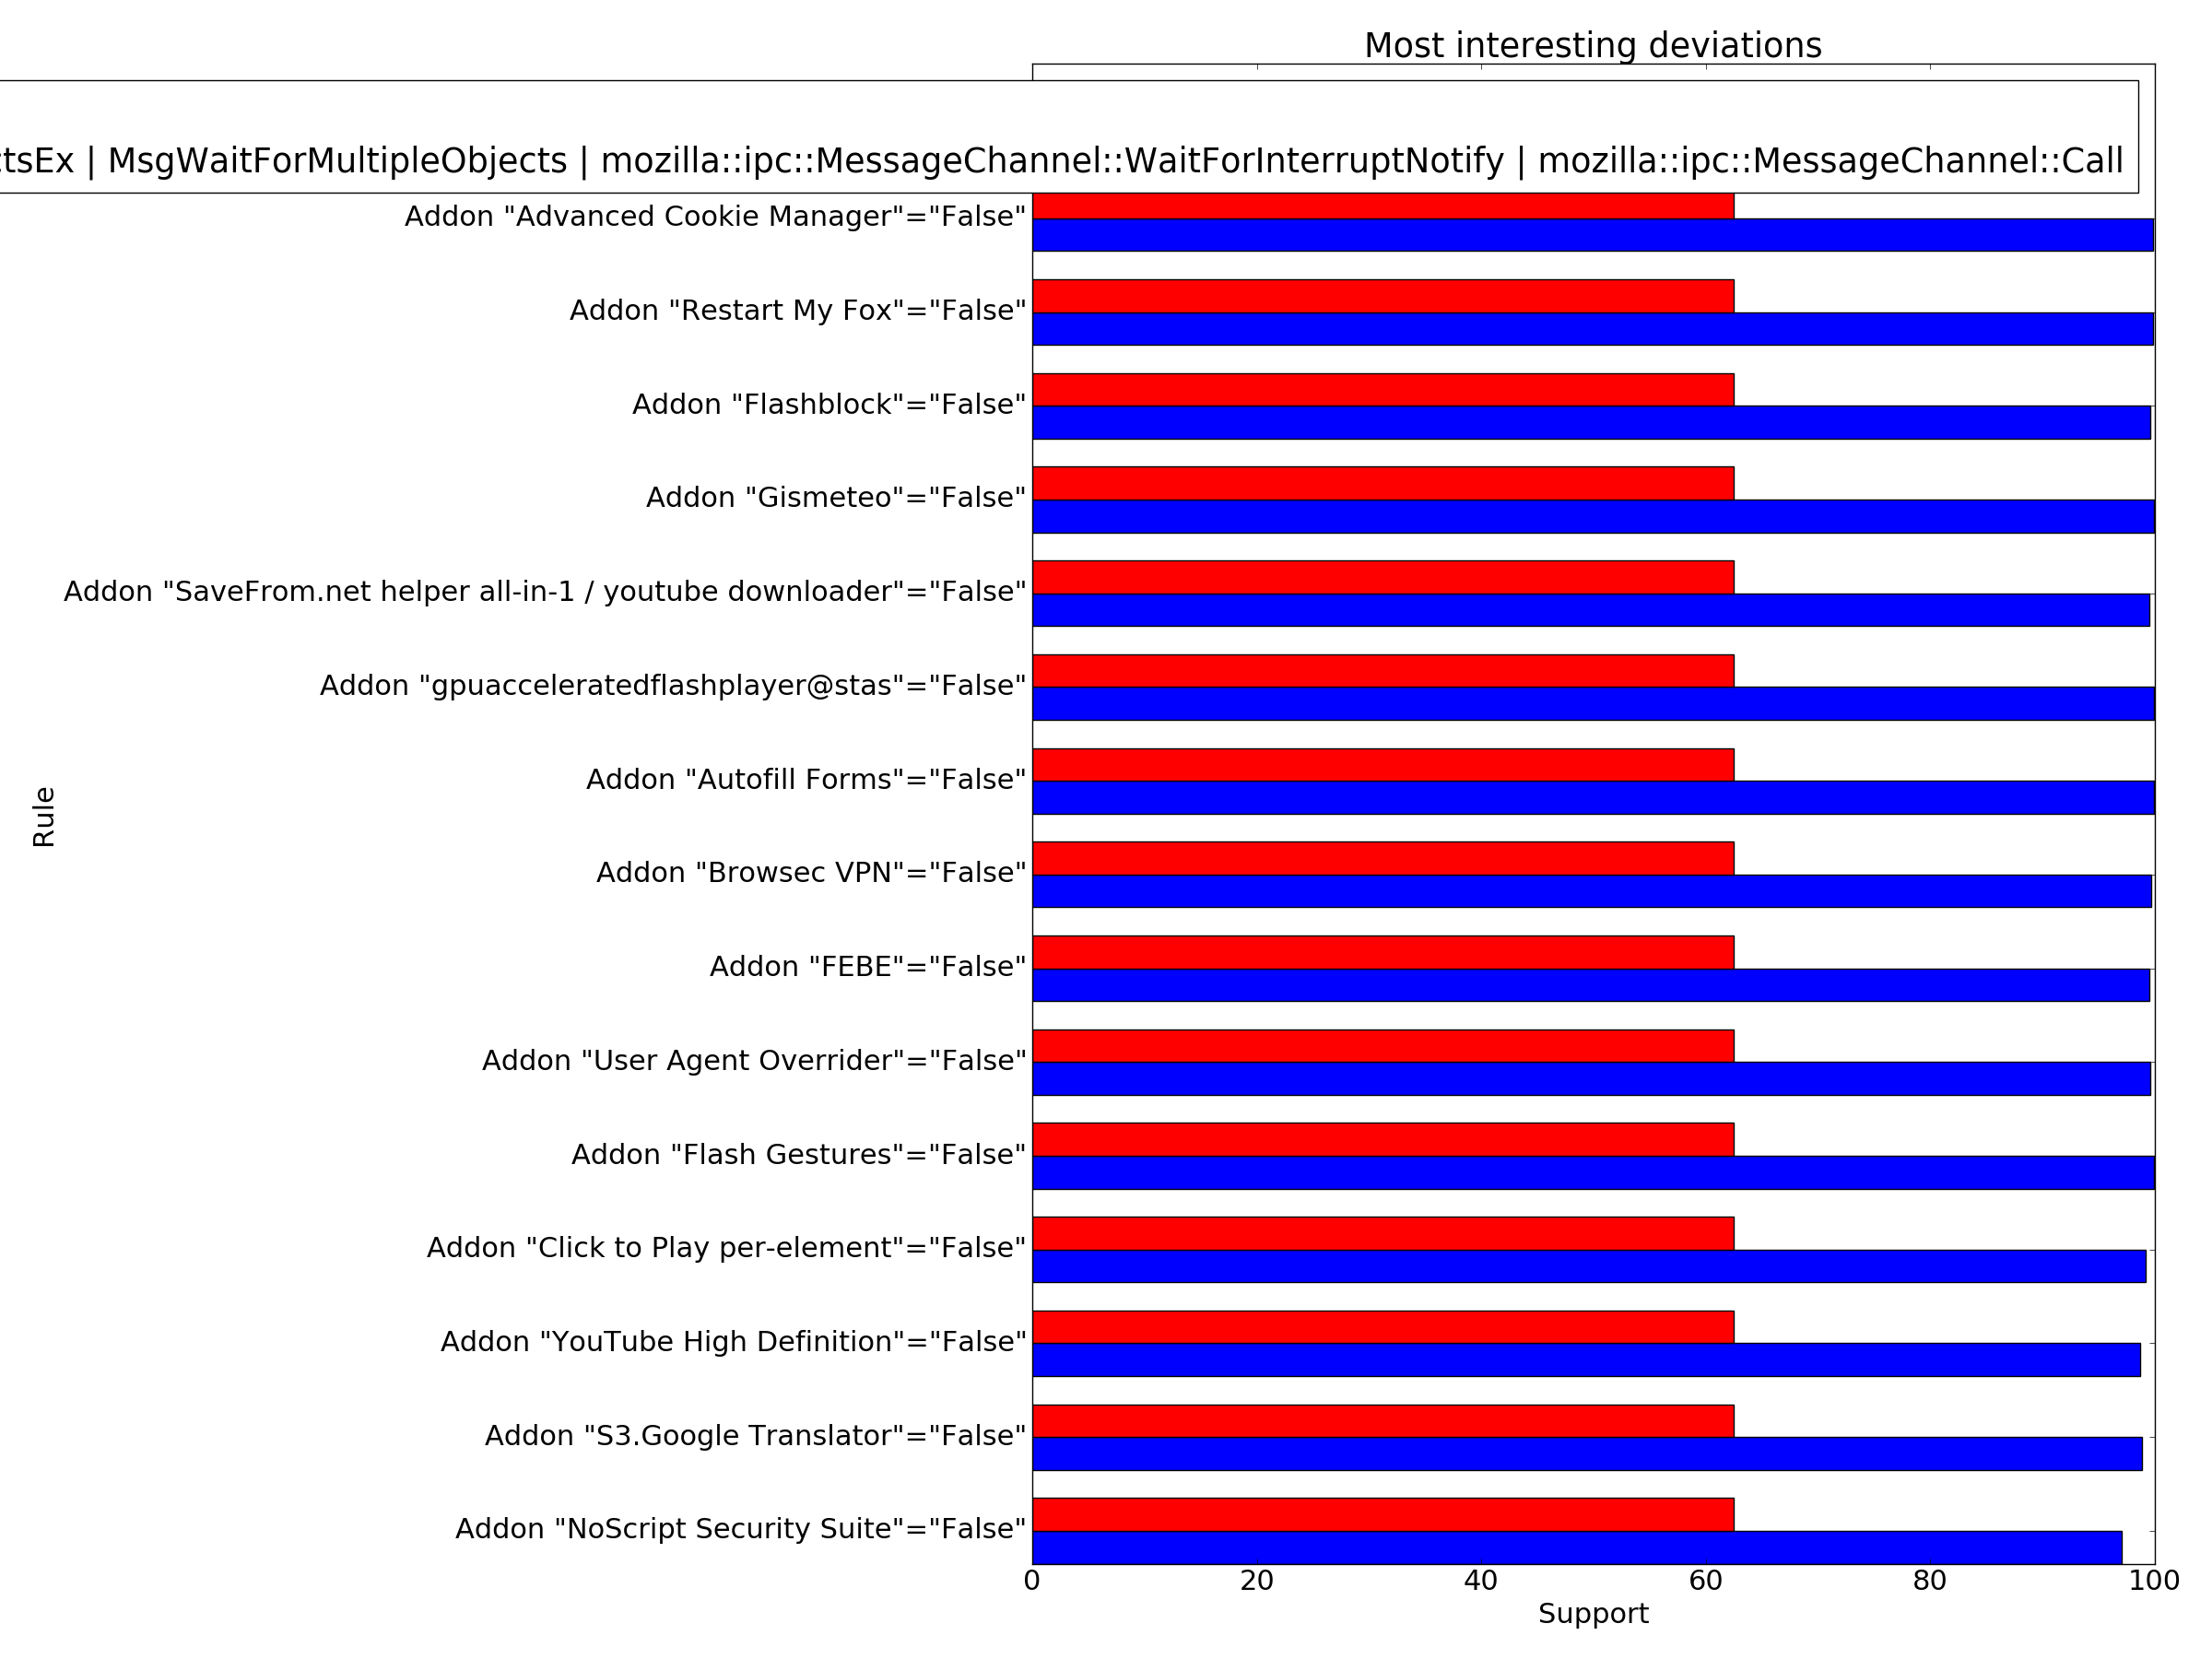 Most interesting deviations
tsEx | MsgWaitForMultipleObjects | mozilla::ipc::MessageChannel::WaitForInterruptNotify | mozilla::ipc::MessageChannel::Call
Addon "Advanced Cookie Manager"="False"
Addon "Restart My Fox"="False"
Addon "Flashblock"="False"
Addon "Gismeteo"="False"
Addon "SaveFrom.net helper all-in-1 / youtube downloader"="False"
Addon "gpuacceleratedflashplayer@stas"="False"
Addon "Autofill Forms"="False"
Rule
Addon "Browsec VPN"="False"
Addon "FEBE"="False"
Addon "User Agent Overrider"="False"
Addon "Flash Gestures"="False"
Addon "Click to Play per-element"="False"
Addon "YouTube High Definition"="False"
Addon "S3.Google Translator"="False"
Addon "NoScript Security Suite"="False"
0 20 40 60 80 100
Support